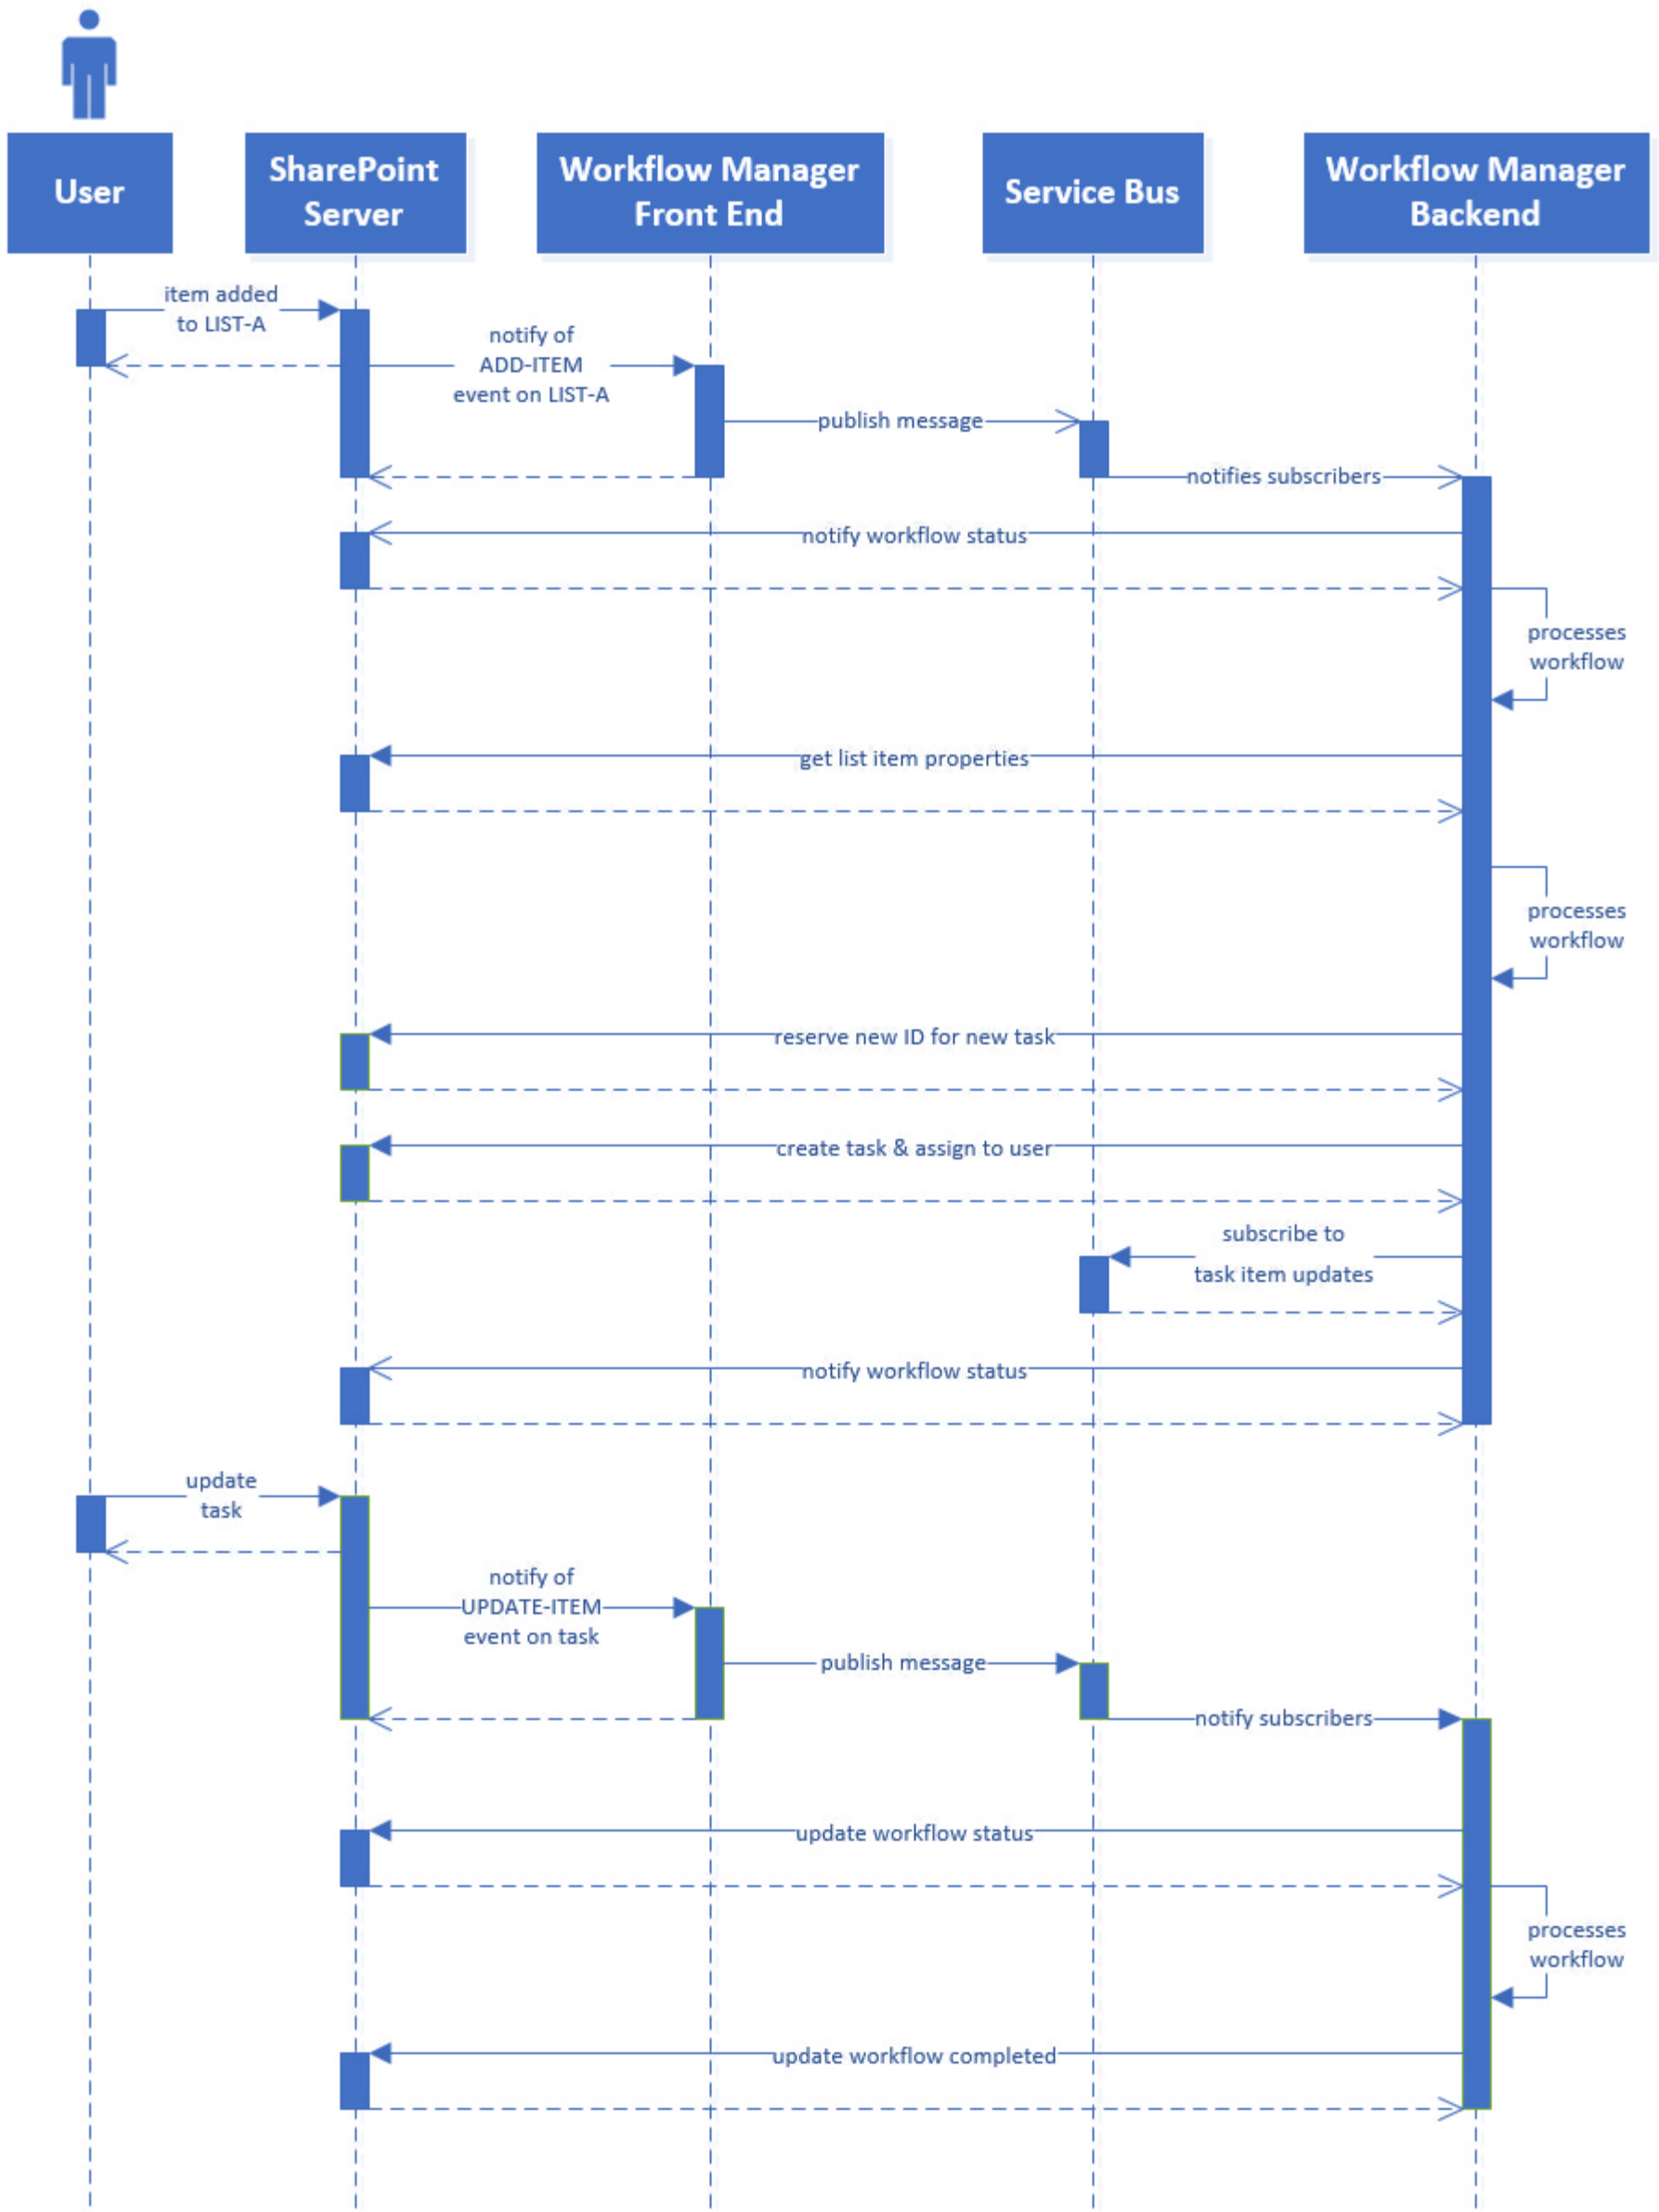 User
SharePoint
Server
Workflow Manager
Front End
Service Bus
Workflow Manager
Backend
item added
to LIST-A
notify of
ADD-ITEM
event on LIST-A
publish message
notifies subscribers
notify workflow status
processes
workflow
get list item properties
processes
workflow
reserve new ID for new task
create task & assign to user
subscribe to
task item updates
notify workflow status
update
task
notify of
UPDATE-ITEM
event on task
publish message
notify subscribers
update workflow status
processes
workflow
update workflow completed